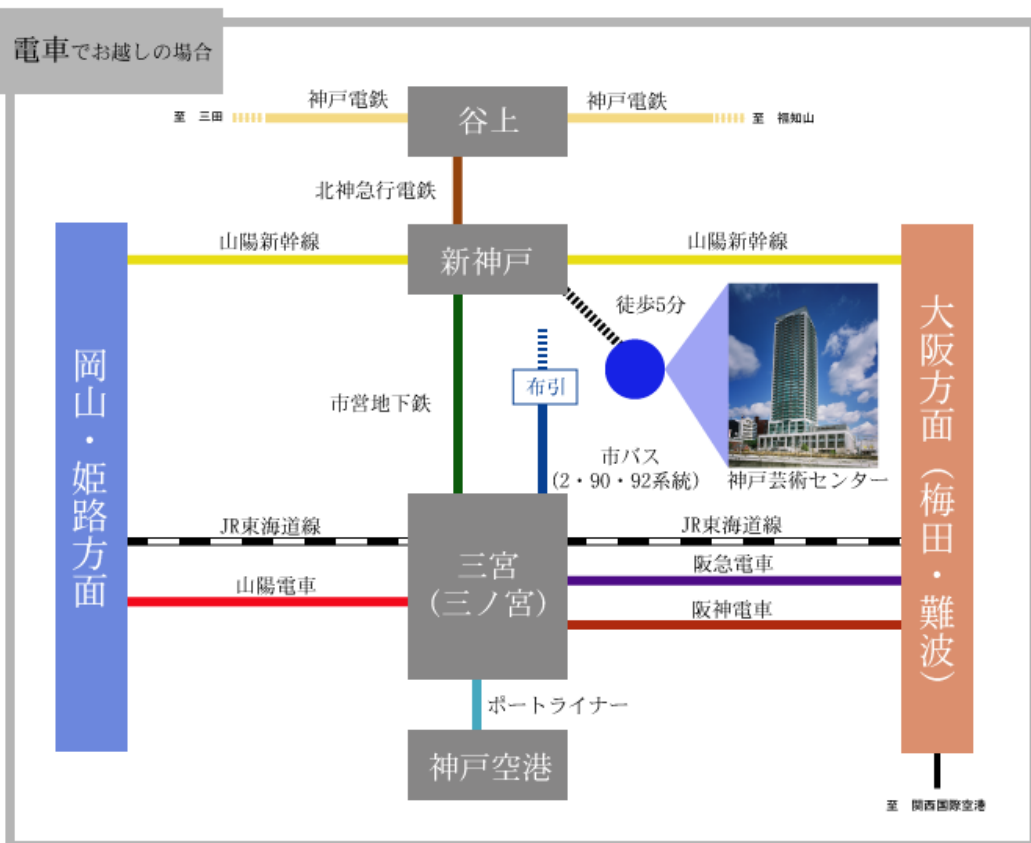 電車でお越しの場合
神戸電鉄
神戸電鉄
至 三田
谷上
至 福知山
北神急行電鉄
山陽新幹線
新神戸
山陽新幹線
徒歩5分
岡山・姫路方面
大阪方面(梅田・難波)
布引
市営地下鉄
市バス
(2・90・92系統)
神戸芸術センター
JR東海道線
JR東海道線
三宮
(三ノ宮)
阪急電車
山陽電車
阪神電車
ポートライナー
神戸空港
至 関西国際空港